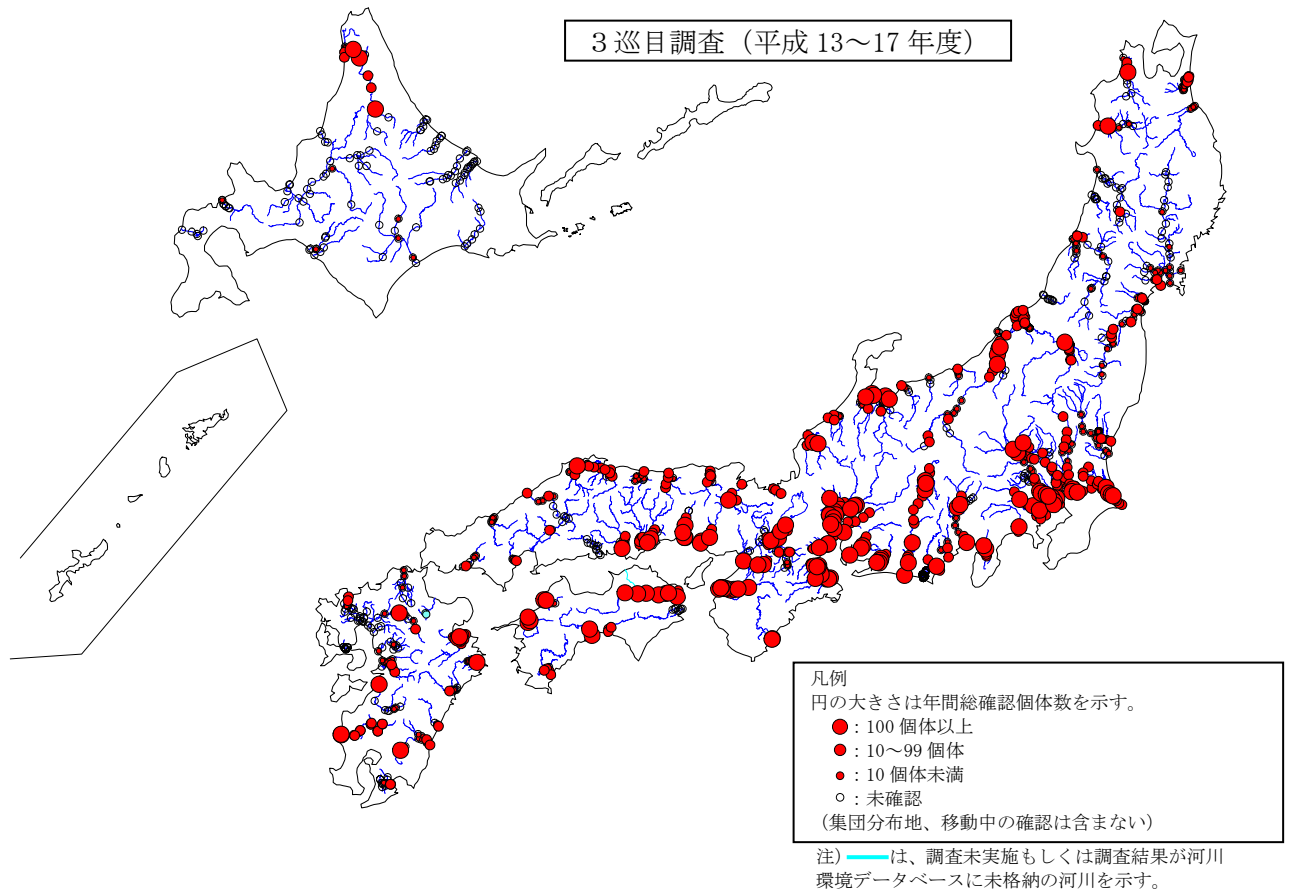 3巡目調査（平成 13～17 年度）
凡例
円の大きさは年間総確認個体数を示す。
：100 個体以上
：10～99 個体
：10 個体未満
：未確認
（集団分布地、移動中の確認は含まない）
注）　　は、調査未実施もしくは調査結果が河川
環境データベースに未格納の河川を示す。